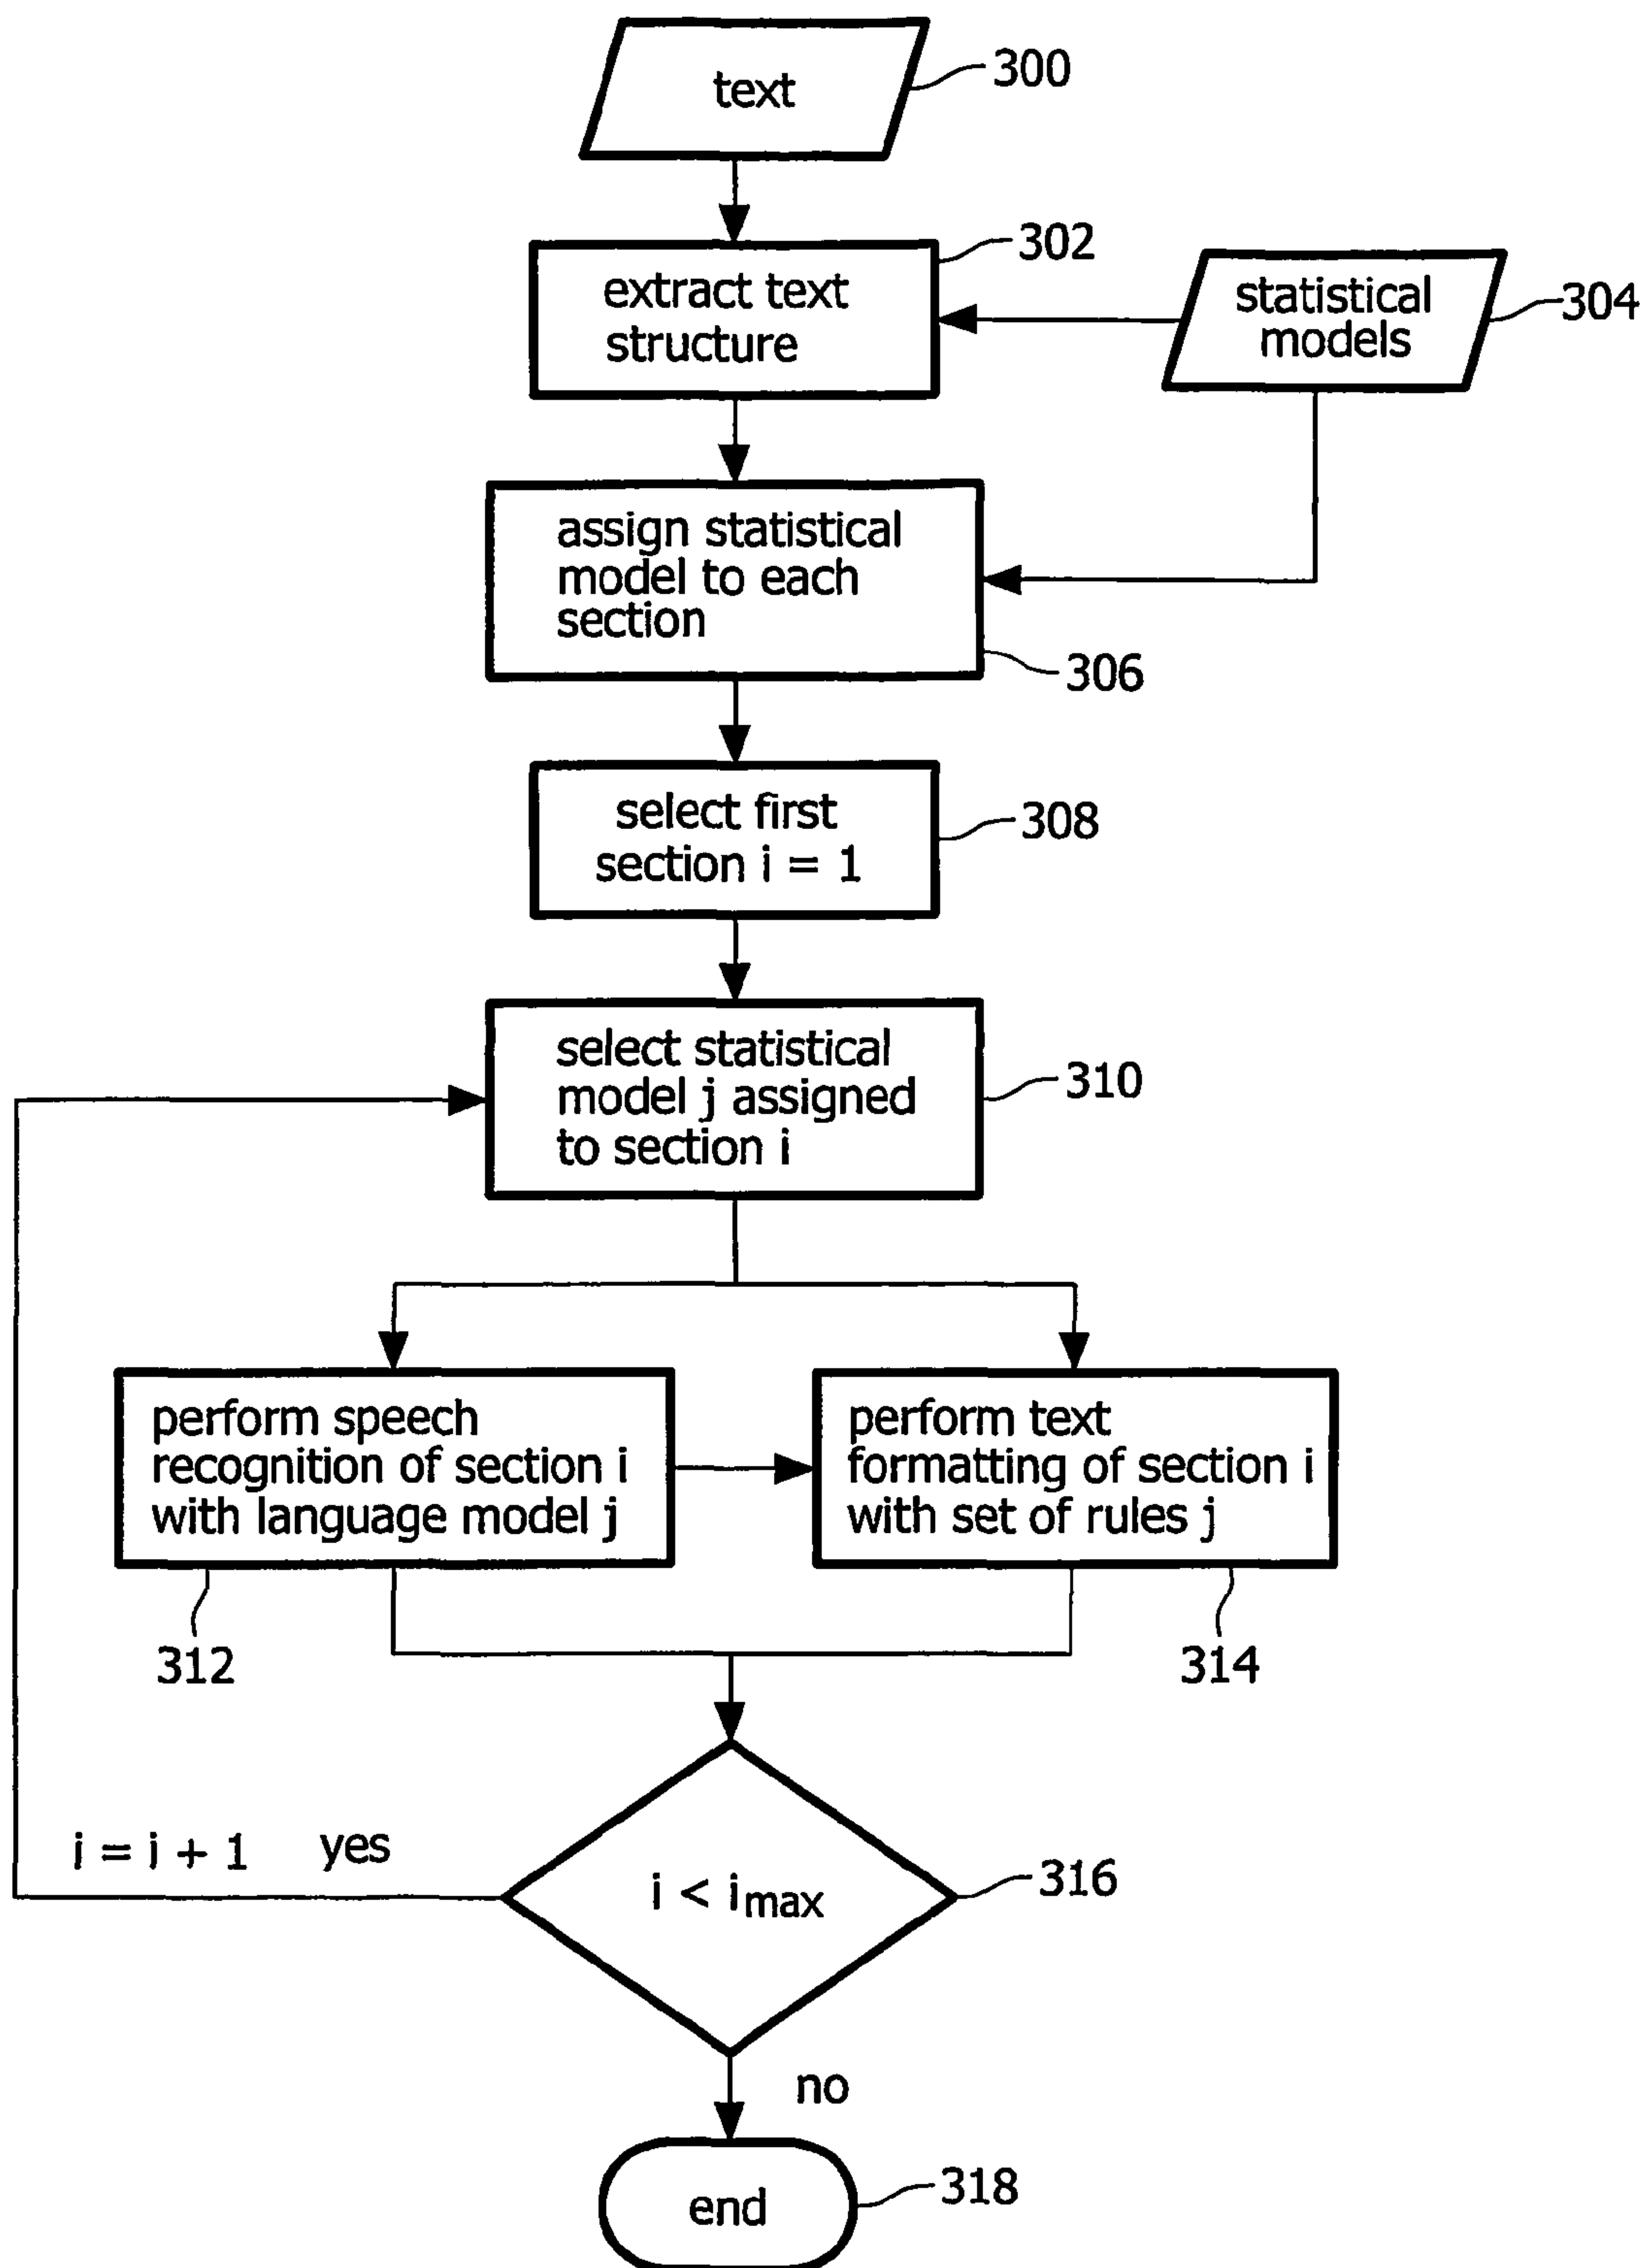 text
300
302
extract text
structure
statistical
models
304
assign statistical
model to each
section
306
select first
section i = 1
308
select statistical
model j assigned
to section i
310
perform speech
recognition of section i
with language model j
perform text
formatting of section i
with set of rules j
312
314
i = i + 1 yes
i < imax
316
no
end
318